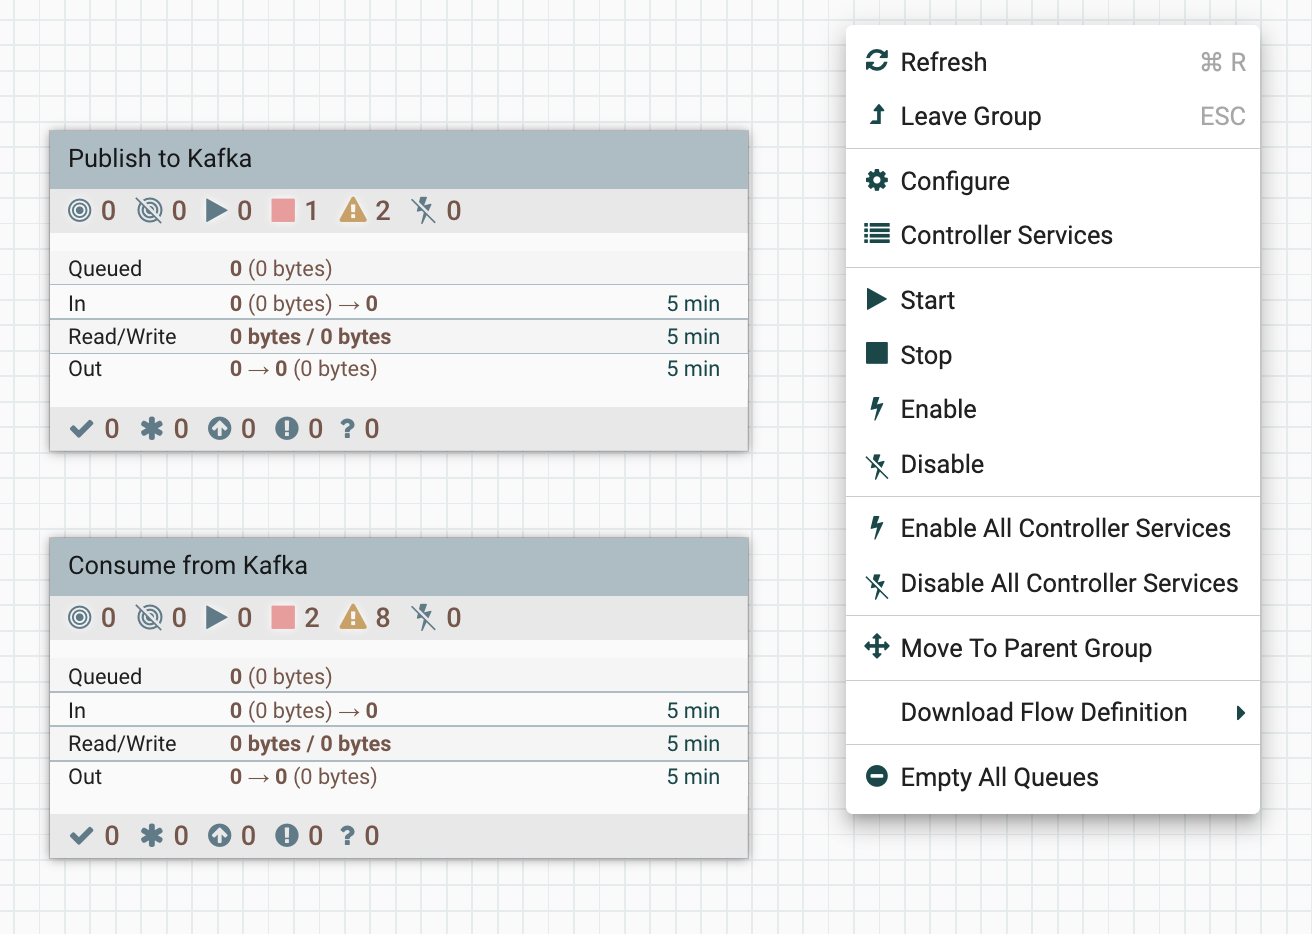 Publish to Kafka
0 0 0 1 2 0
Queued 0 (0 bytes)
In 0 (0 bytes) → 0 5 min
Read/Write 0 bytes / 0 bytes 5 min
Out 0 → 0 (0 bytes) 5 min
0 0 0 0 ? 0
Consume from Kafka
0 0 0 2 8 0
Queued 0 (0 bytes)
In 0 (0 bytes) → 0 5 min
Read/Write 0 bytes / 0 bytes 5 min
Out 0 → 0 (0 bytes) 5 min
0 0 0 0 ? 0
Refresh ⌘ R
Leave Group ESC
Configure
Controller Services
Start
Stop
Enable
Disable
Enable All Controller Services
Disable All Controller Services
Move To Parent Group
Download Flow Definition
Empty All Queues